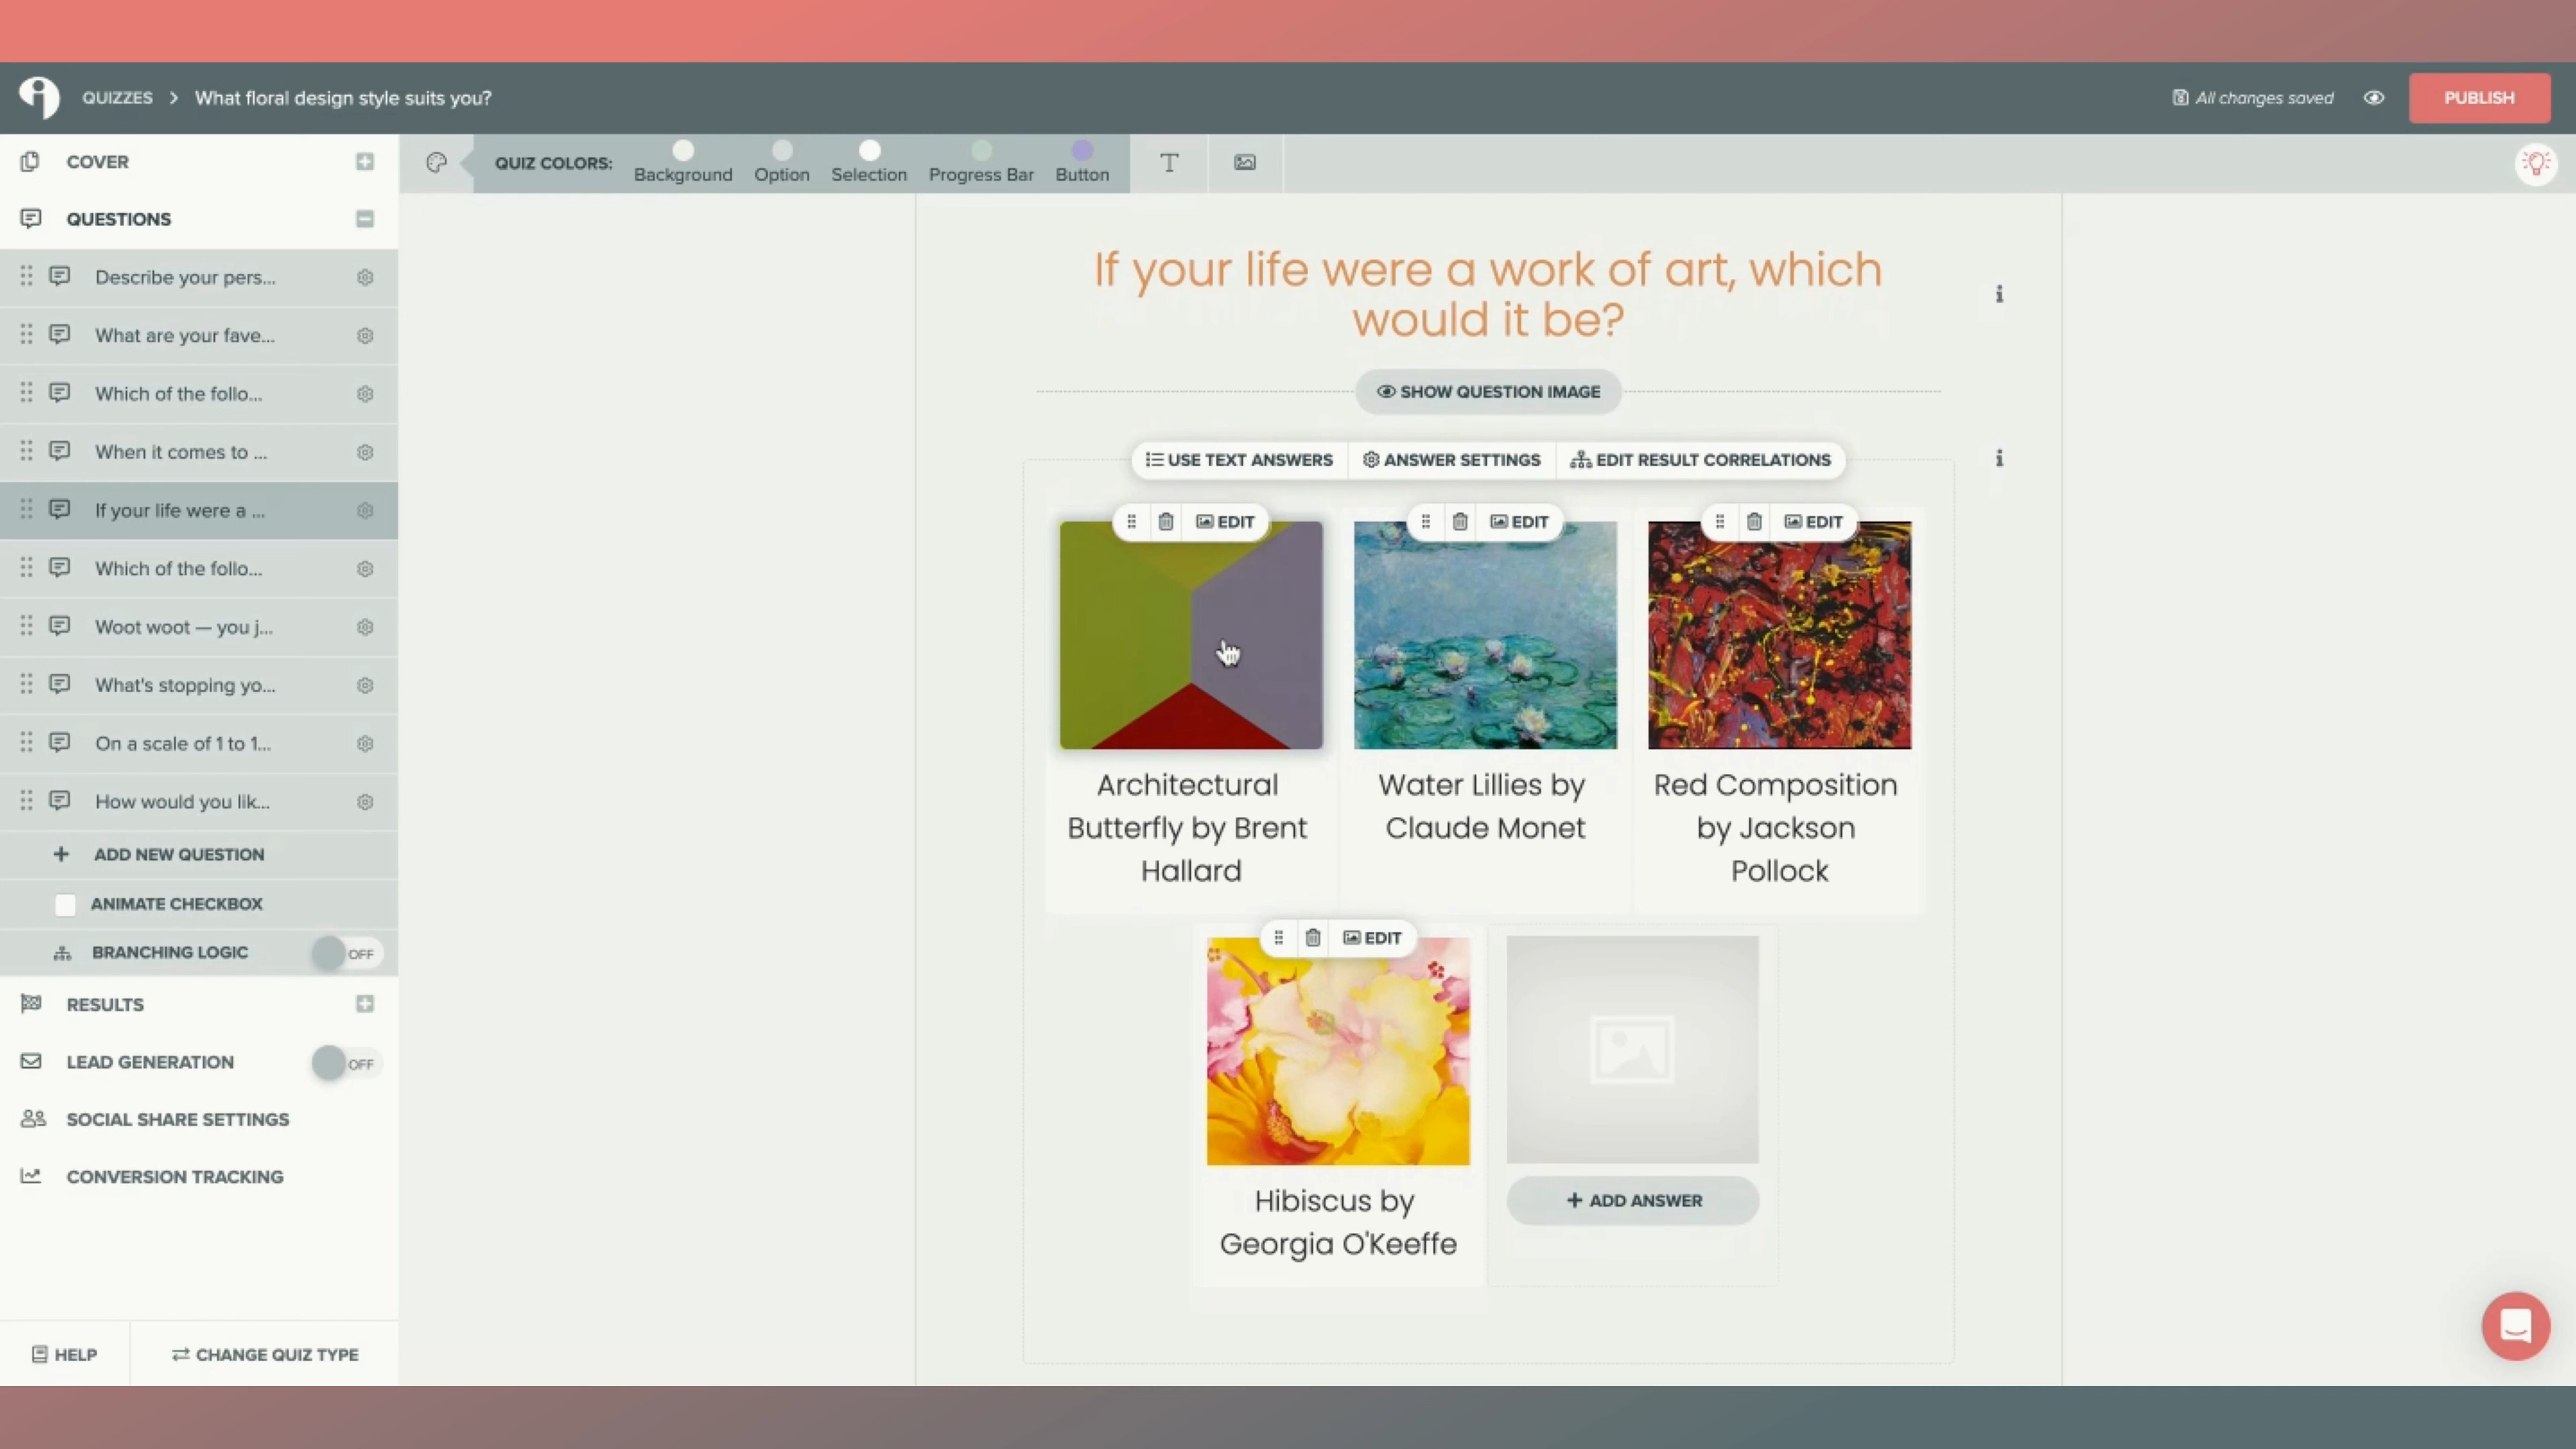 QUIZZES > What floral design style suits you?
All changes saved
PUBLISH
COVER
QUIZ COLORS:
Background
Option
Selection
Progress Bar
Button
QUESTIONS
Describe your pers...
What are your fave...
Which of the follo...
When it comes to ...
If your life were a ...
Which of the follo...
Woot woot — you j...
What's stopping yo...
On a scale of 1 to 1...
How would you lik...
ADD NEW QUESTION
ANIMATE CHECKBOX
BRANCHING LOGIC OFF
RESULTS
LEAD GENERATION OFF
SOCIAL SHARE SETTINGS
CONVERSION TRACKING
HELP
CHANGE QUIZ TYPE
If your life were a work of art, which
would it be?
SHOW QUESTION IMAGE
USE TEXT ANSWERS
ANSWER SETTINGS
EDIT RESULT CORRELATIONS
EDIT
EDIT
EDIT
Architectural
Butterfly by Brent
Hallard
Water Lillies by
Claude Monet
Red Composition
by Jackson
Pollock
EDIT
Hibiscus by
Georgia O'Keeffe
+ ADD ANSWER